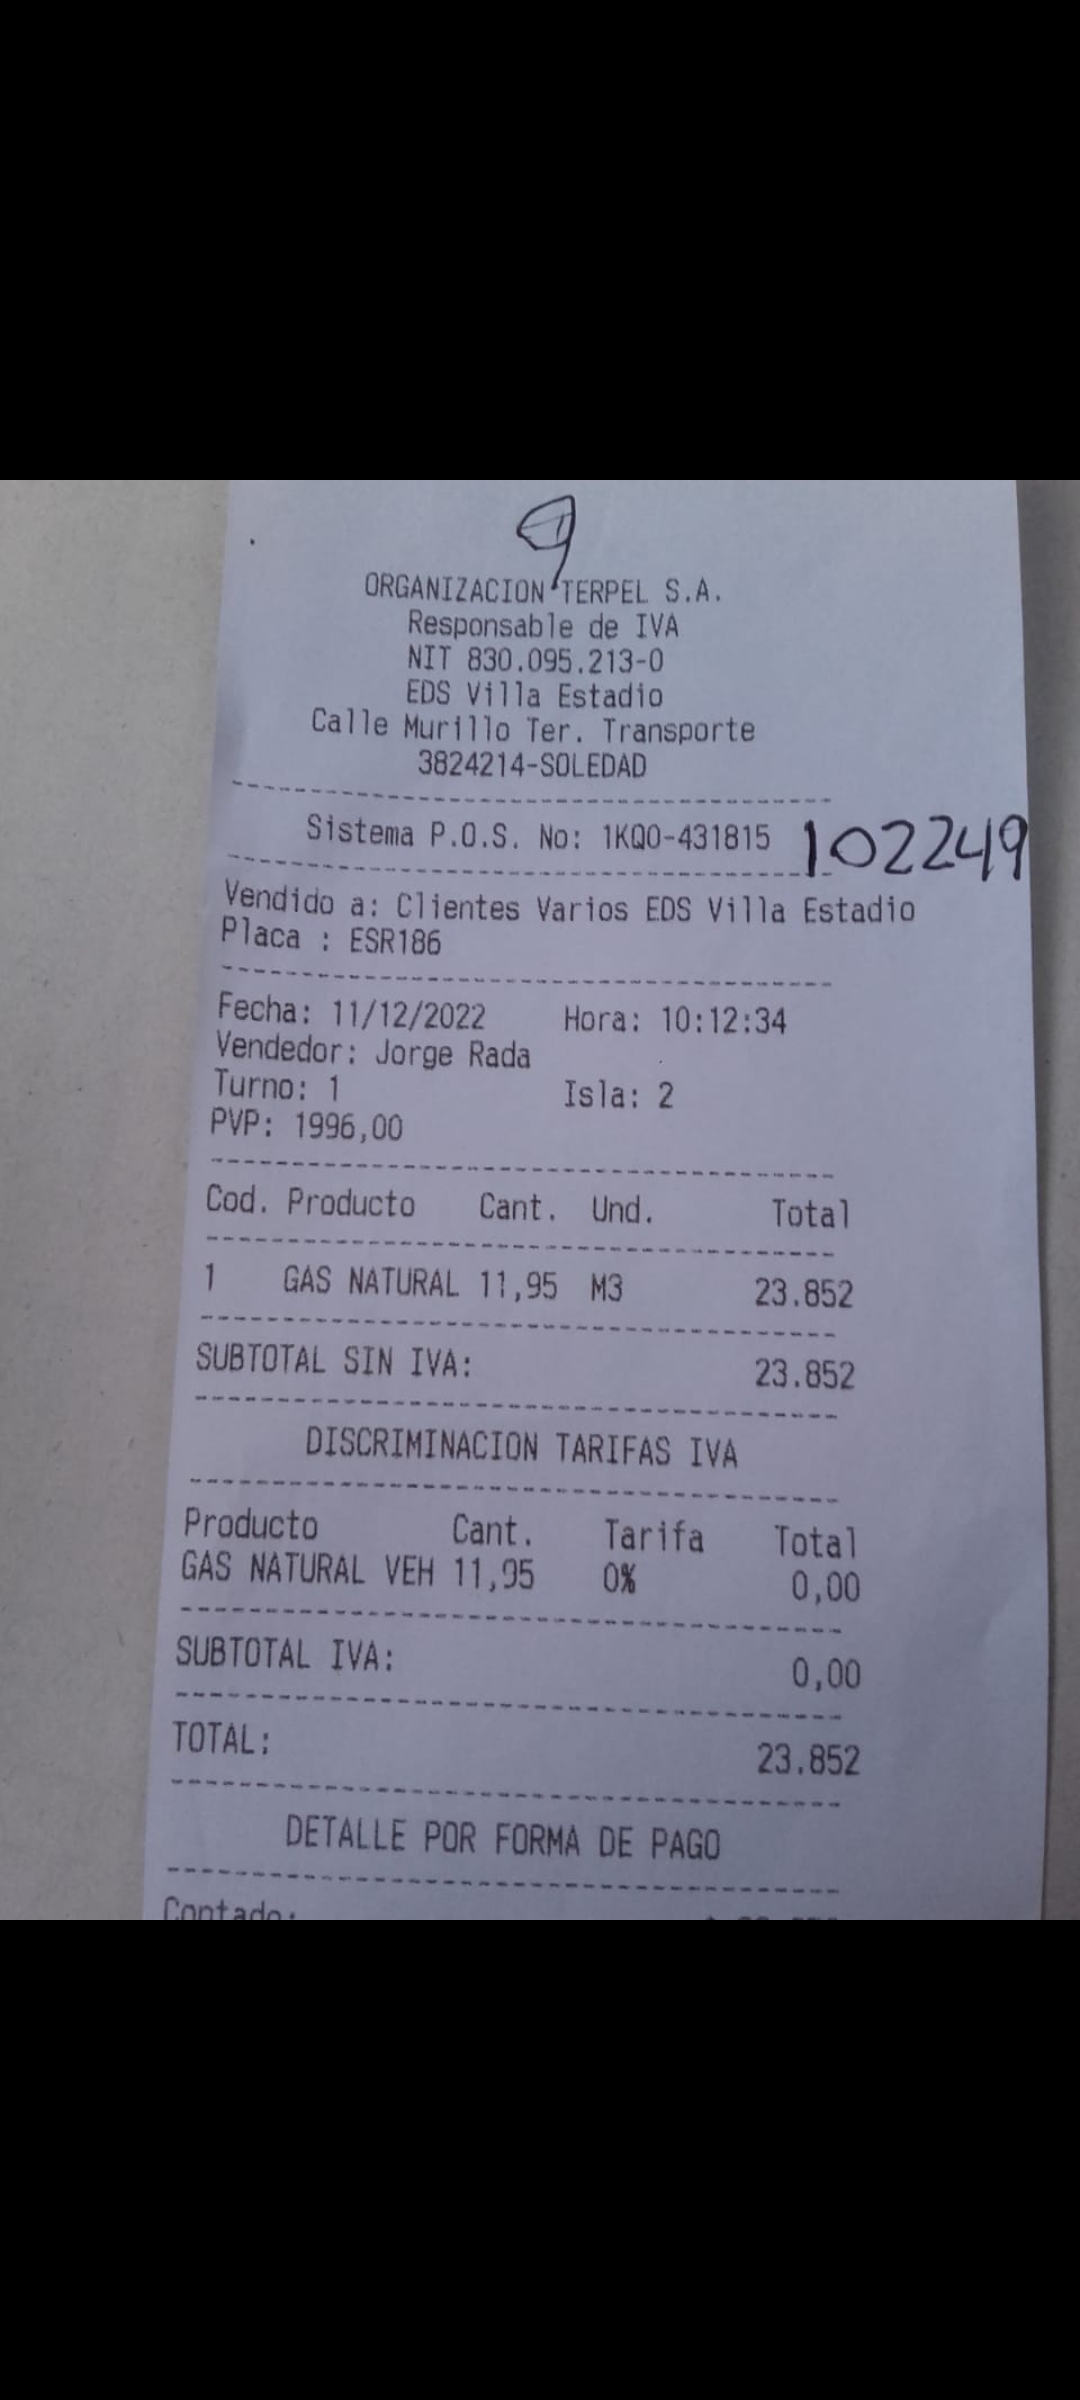 9
ORGANIZACION TERPEL S.A.
Responsable de IVA
NIT 830.095.213-0
EDS Villa Estadio
Calle Murillo Ter. Transporte
3824214-SOLEDAD
Sistema P.O.S. No: 1KQ0-431815 102249
Vendido a: Clientes Varios EDS Villa Estadio
Placa : ESR186
Fecha: 11/12/2022 Hora: 10:12:34
Vendedor: Jorge Rada
Turno: 1 Isla: 2
PVP: 1996,00
Cod. Producto Cant. Und. Total
1 GAS NATURAL 11,95 M3 23.852
SUBTOTAL SIN IVA: 23.852
DISCRIMINACION TARIFAS IVA
Producto Cant. Tarifa Total
GAS NATURAL VEH 11,95 0% 0,00
SUBTOTAL IVA: 0,00
TOTAL: 23.852
DETALLE POR FORMA DE PAGO
Contado: